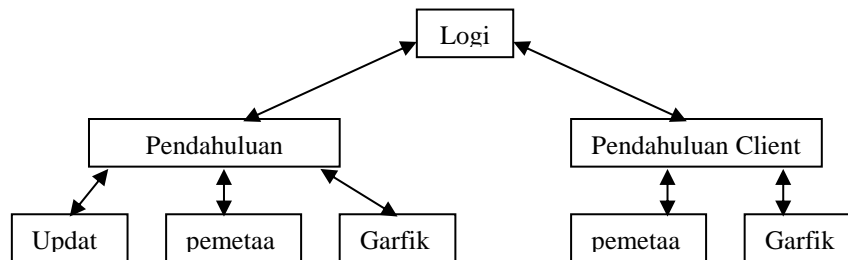 Logi
Pendahuluan
Pendahuluan Client
Updat
pemetaa
Garfik
pemetaa
Garfik